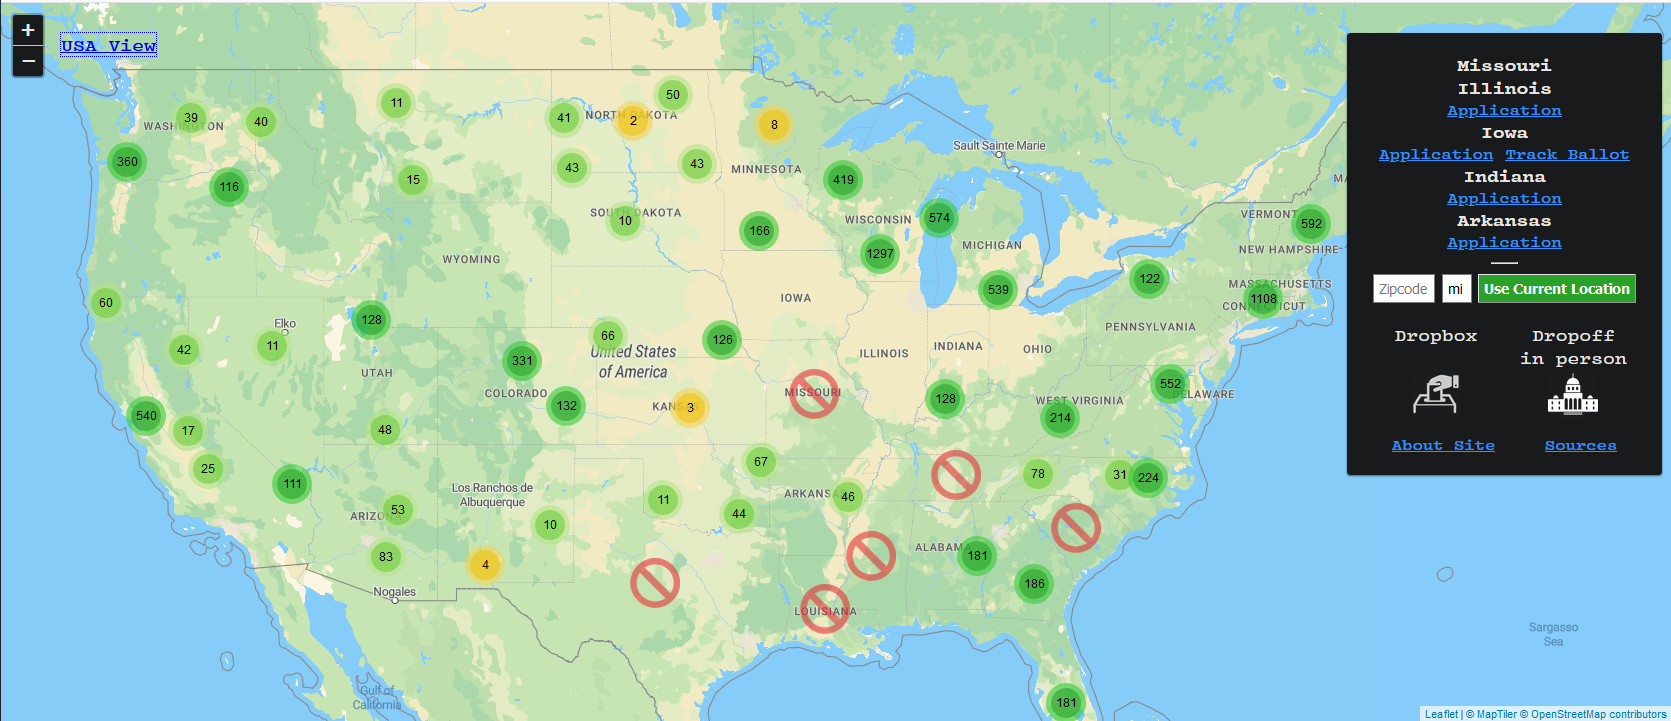 +
−
USA View
39
40
11
41
NORTH DAKOTA
50
2
8
WASHINGTON
360
116
15
43
43
MINNESOTA
419
Sault Sainte Marie
SOUTH DAKOTA
10
166
WISCONSIN
574
MICHIGAN
1297
VERMONT
592
NEW HAMPSHIRE
WYOMING
122
MASSACHUSETTS
1108
CONNECTICUT
539
IOWA
60
Elko
128
42
11
66
126
PENNSYLVANIA
United States
of America
ILLINOIS
INDIANA
OHIO
UTAH
331
COLORADO
132
KANSAS
3
MISSOURI
128
WEST VIRGINIA
214
552
DELAWARE
540
17
48
25
111
67
78
31
224
Los Ranchos de
Albuquerque
ARKANSAS
46
11
44
ARIZONA
53
10
83
4
ALABAMA
181
186
Nogales
LOUISIANA
Gulf of
California
181
Sargasso
Sea
MA
Missouri
Illinois
Application
Iowa
Application Track Ballot
Indiana
Application
Arkansas
Application
Zipcode mi Use Current Location
Dropbox Dropoff
in person
About Site Sources
Leaflet | © MapTiler © OpenStreetMap contributors